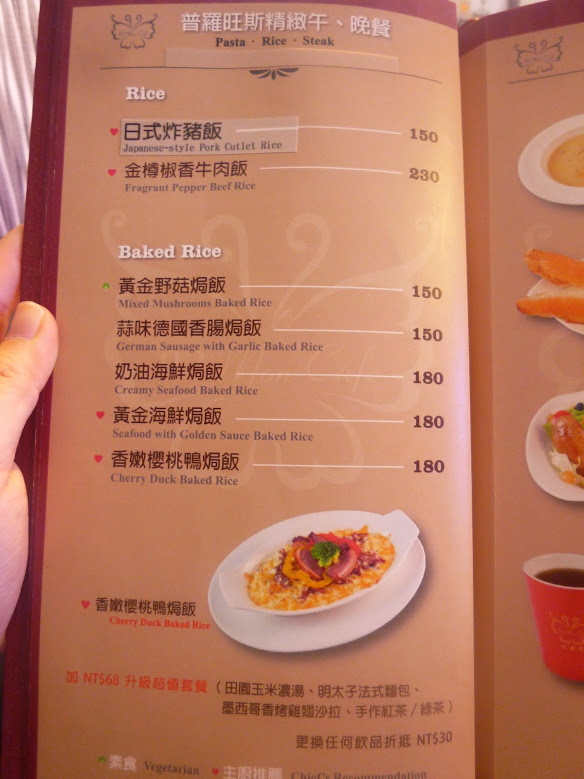 普羅旺斯精緻午、晚餐
Pasta · Rice · Steak
Rice
日式炸豬飯 150
Japanese-style Pork Cutlet Rice
金樽椒香牛肉飯 230
Fragrant Pepper Beef Rice
Baked Rice
黃金野菇焗飯 150
Mixed Mushrooms Baked Rice
蒜味德國香腸焗飯 150
German Sausage with Garlic Baked Rice
奶油海鮮焗飯 180
Creamy Seafood Baked Rice
黃金海鮮焗飯 180
Seafood with Golden Sauce Baked Rice
香嫩櫻桃鴨焗飯 180
Cherry Duck Baked Rice
香嫩櫻桃鴨焗飯
Cherry Duck Baked Rice
加 NT$68 升級超值套餐（田園玉米濃湯、明太子法式麵包、
墨西哥香烤雞翅沙拉、手作紅茶/綠茶）
更換任何飲品折抵 NT$30
素食 Vegetarian 主廚推薦 Chief's Recommendation